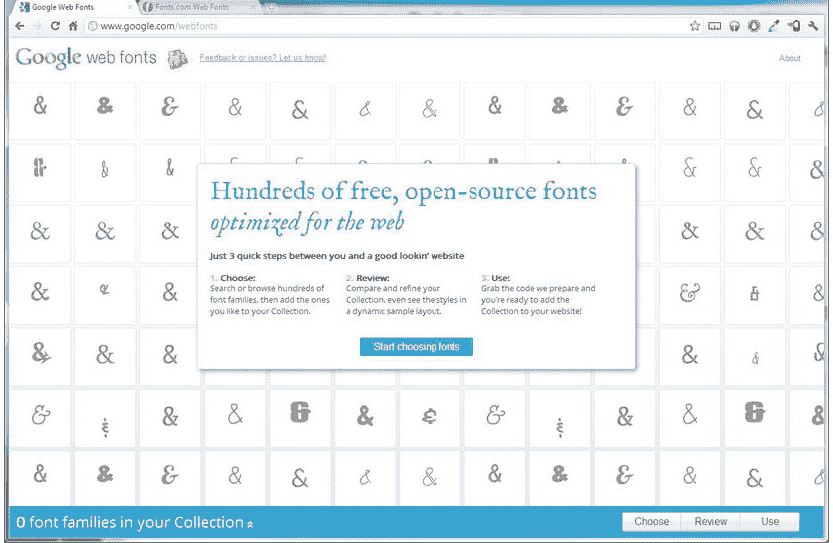 Google Web Fonts
Fonts.com Web Fonts
www.google.com/webfonts
Google web fonts
Feedback or issues? Let us know!
About
& & & & & & & & & & & & &
& & & & & & & & & & & & &
Hundreds of free, open-source fonts
optimized for the web
Just 3 quick steps between you and a good lookin' website
1. Choose:
Search or browse hundreds of
font families, then add the ones
you like to your Collection.
2. Review:
Compare and refine your
Collection, even see the styles in
a dynamic sample layout.
3. Use:
Grab the code we prepare and
you're ready to add the
Collection to your website!
Start choosing fonts
& & & & & &
& & & & & &
& & & & & &
& & & & & & & & & & & & &
& & & & & & & & & & & & &
0 font families in your Collection
Choose
Review
Use